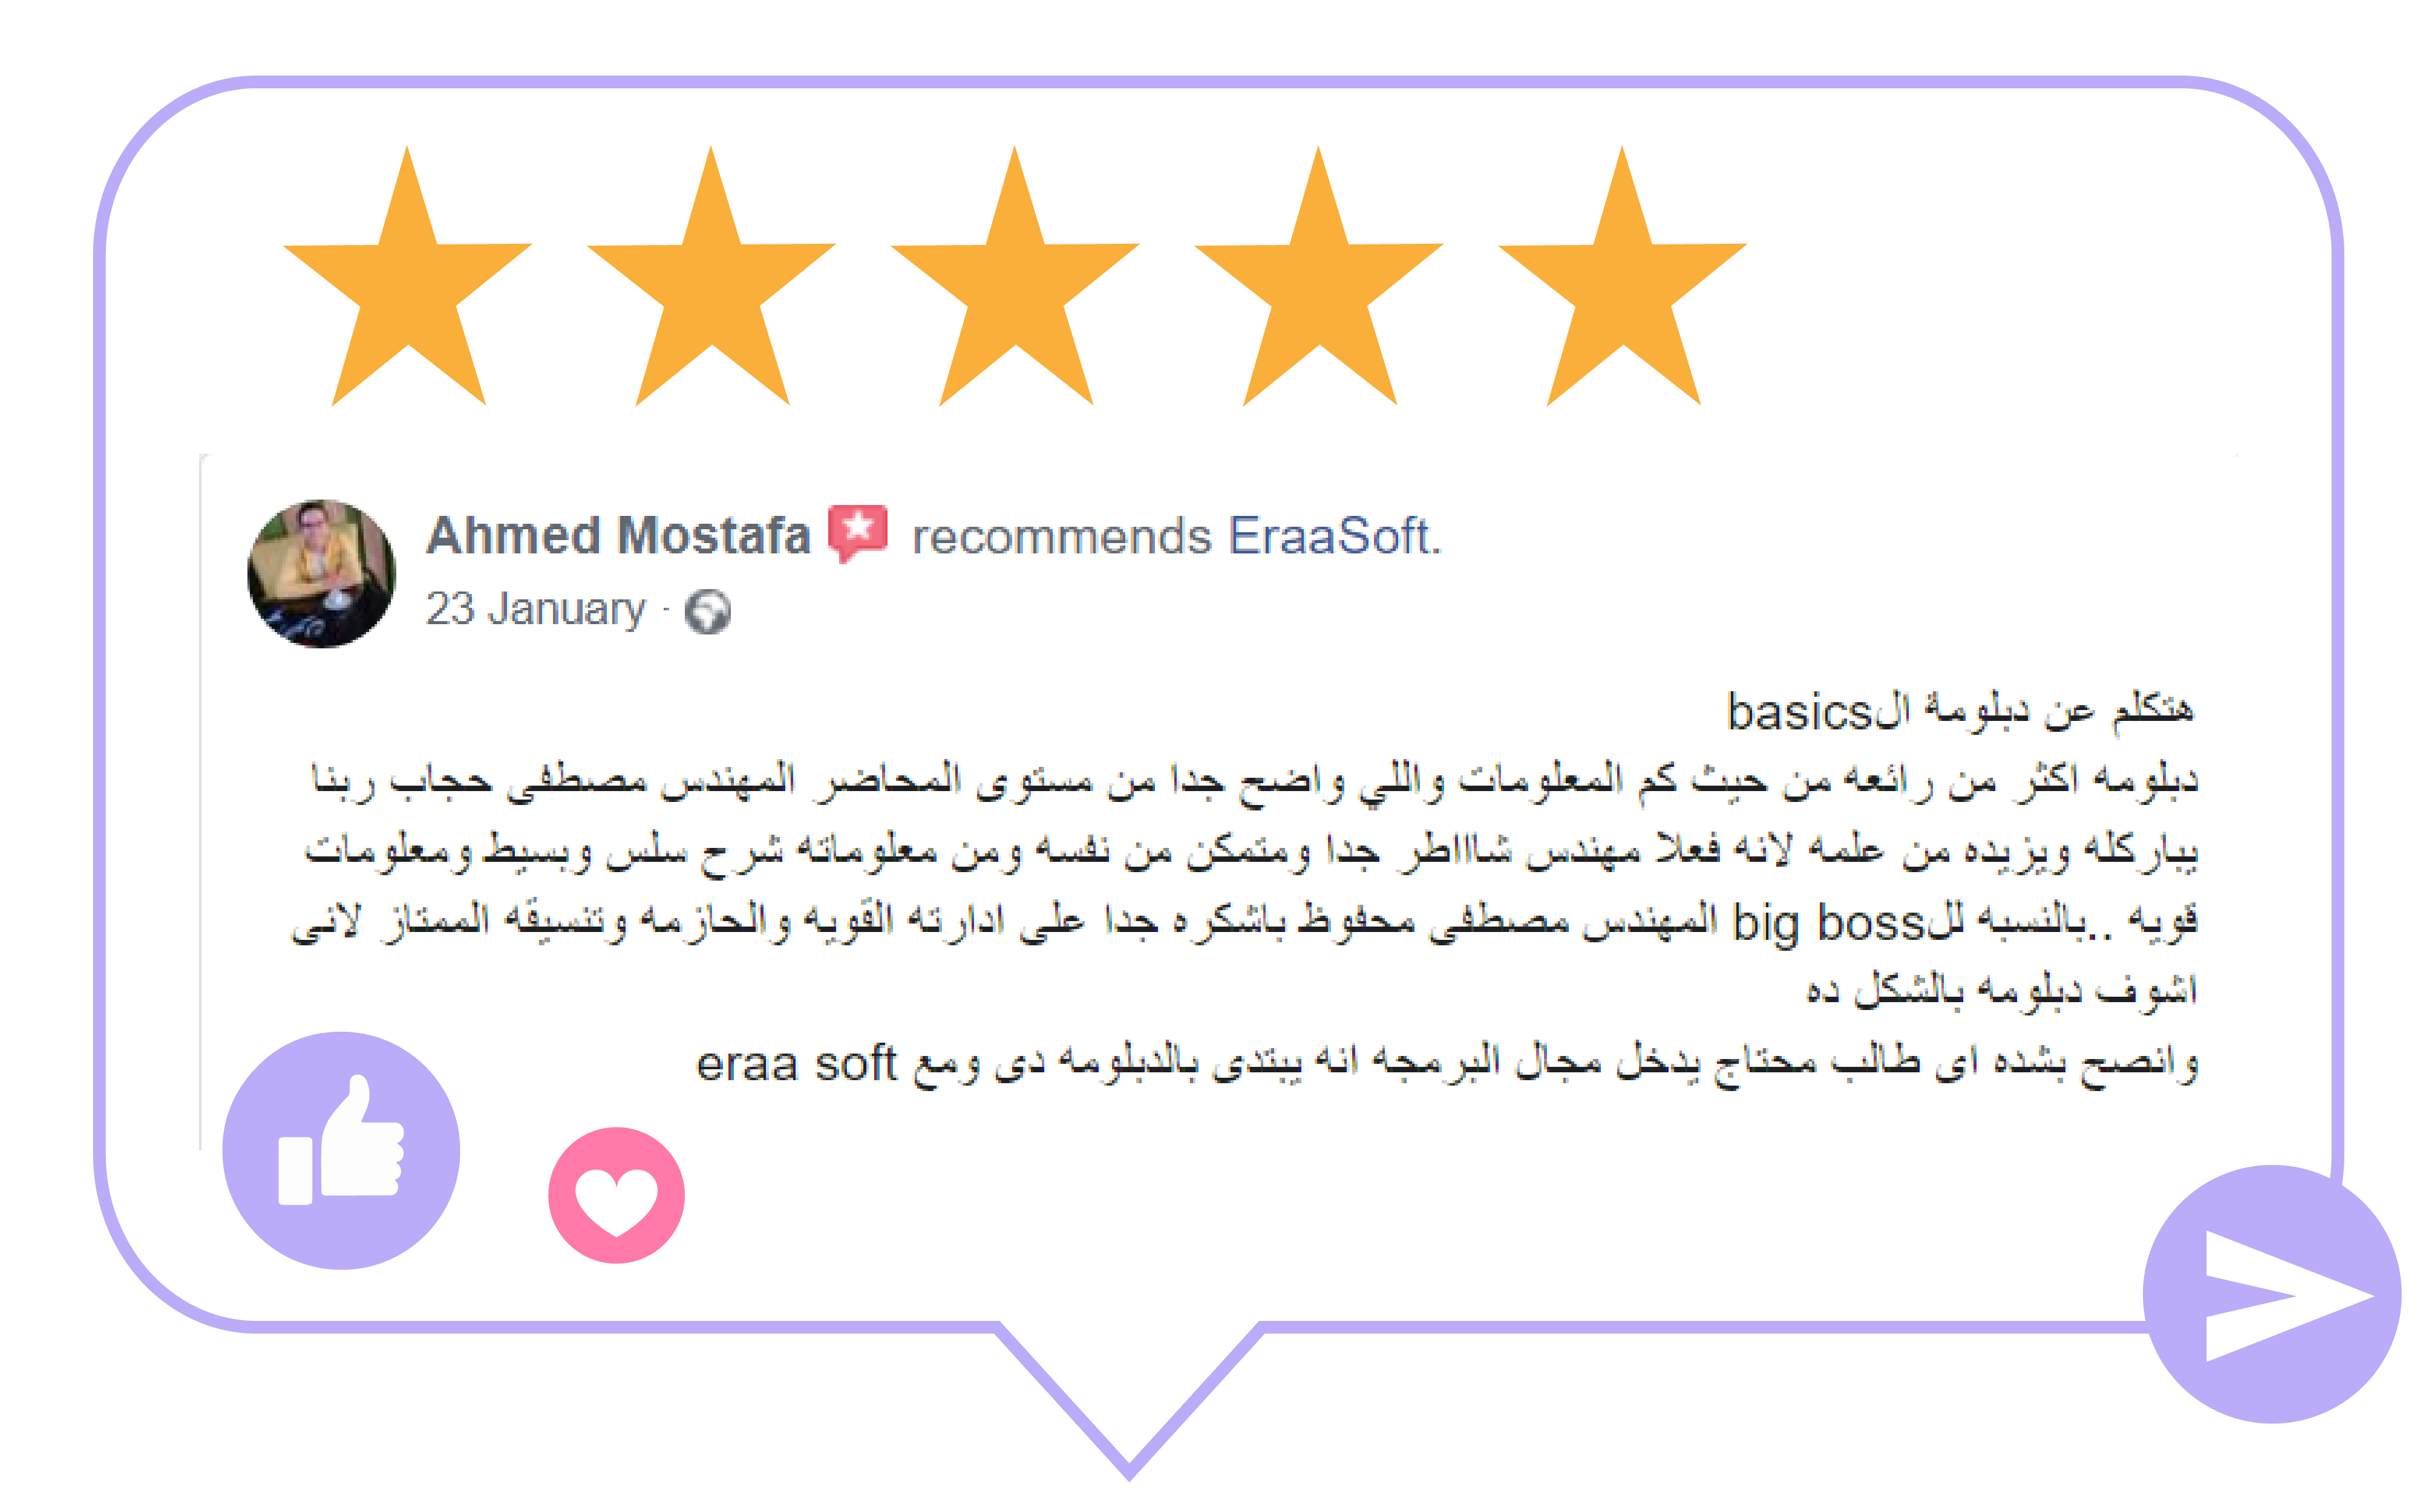 Ahmed Mostafa recommends EraaSoft.
23 January ·
هتكلم عن دبلومة الbasics
دبلومه اكثر من رائعه من حيث كم المعلومات واللي واضح جدا من مستوى المحاضر المهندس مصطفى حجاب ربنا
يباركله ويزيده من علمه لانه فعلا مهندس شاااطر جدا ومتمكن من نفسه ومن معلوماته شرح سلس وبسيط ومعلومات
قويه ..بالنسبه للbig boss المهندس مصطفى محفوظ باشكره جدا على ادارته القويه والحازمه وتنسيقه الممتاز لانى
اشوف دبلومه بالشكل ده
وانصح بشده اى طالب محتاج يدخل مجال البرمجه انه يبتدى بالدبلومه دى ومع eraa soft